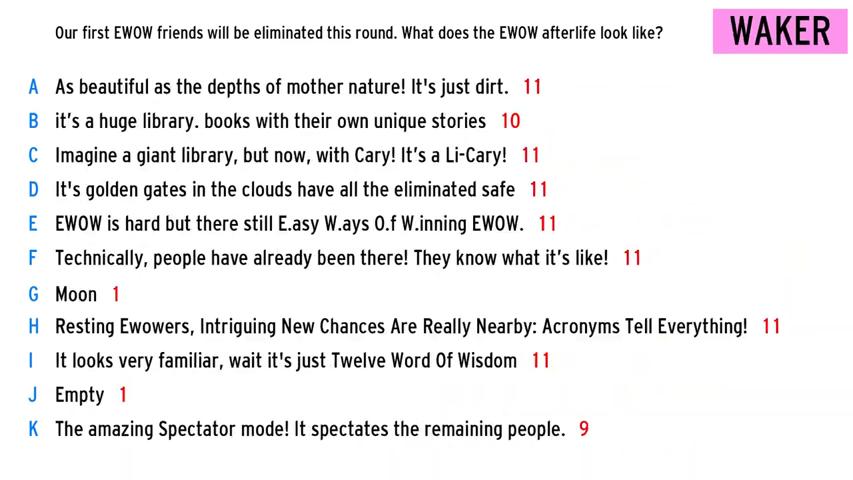 Our first EWOW friends will be eliminated this round. What does the EWOW afterlife look like?
WAKER
A As beautiful as the depths of mother nature! It's just dirt. 11
B it’s a huge library. books with their own unique stories 10
C Imagine a giant library, but now, with Cary! It’s a Li-Cary! 11
D It's golden gates in the clouds have all the eliminated safe 11
E EWOW is hard but there still E.asy W.ays O.f W.inning EWOW. 11
F Technically, people have already been there! They know what it’s like! 11
G Moon 1
H Resting Ewowers, Intriguing New Chances Are Really Nearby: Acronyms Tell Everything! 11
I It looks very familiar, wait it's just Twelve Word Of Wisdom 11
J Empty 1
K The amazing Spectator mode! It spectates the remaining people. 9